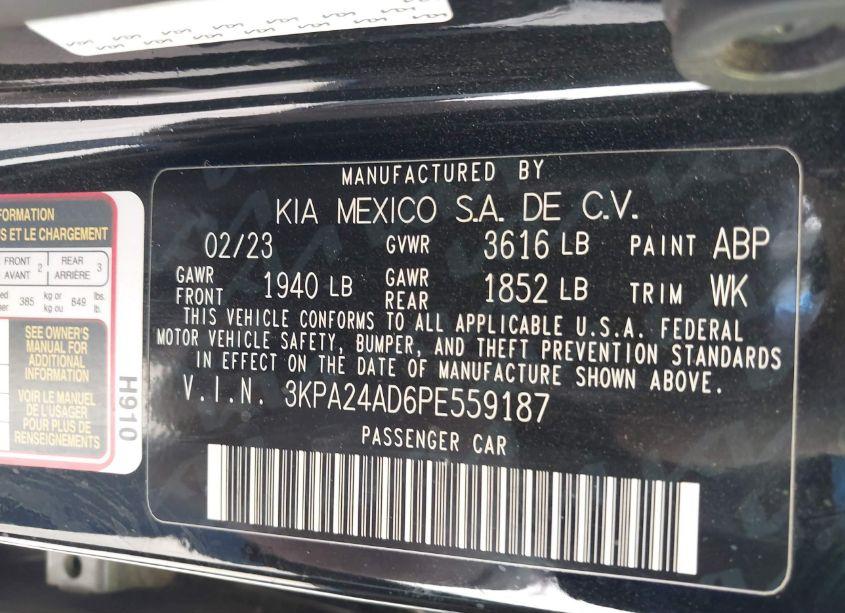 FORMATION
S ET LE CHARGEMENT
FRONT
AVANT 2 REAR
ARRIÈRE 3
385 kg or
kg ou 849 lbs.
lb.
SEE OWNER'S
MANUAL FOR
ADDITIONAL
INFORMATION
VOIR LE MANUEL
DE L'USAGER
POUR PLUS DE
RENSEIGNEMENTS
H910
MANUFACTURED BY
KIA MEXICO S.A. DE C.V.
02/23 GVWR 3616 LB PAINT ABP
GAWR
FRONT 1940 LB GAWR
REAR 1852 LB TRIM WK
THIS VEHICLE CONFORMS TO ALL APPLICABLE U.S.A. FEDERAL
MOTOR VEHICLE SAFETY, BUMPER, AND THEFT PREVENTION STANDARDS
IN EFFECT ON THE DATE OF MANUFACTURE SHOWN ABOVE.
V.I.N. 3KPA24AD6PE559187
PASSENGER CAR